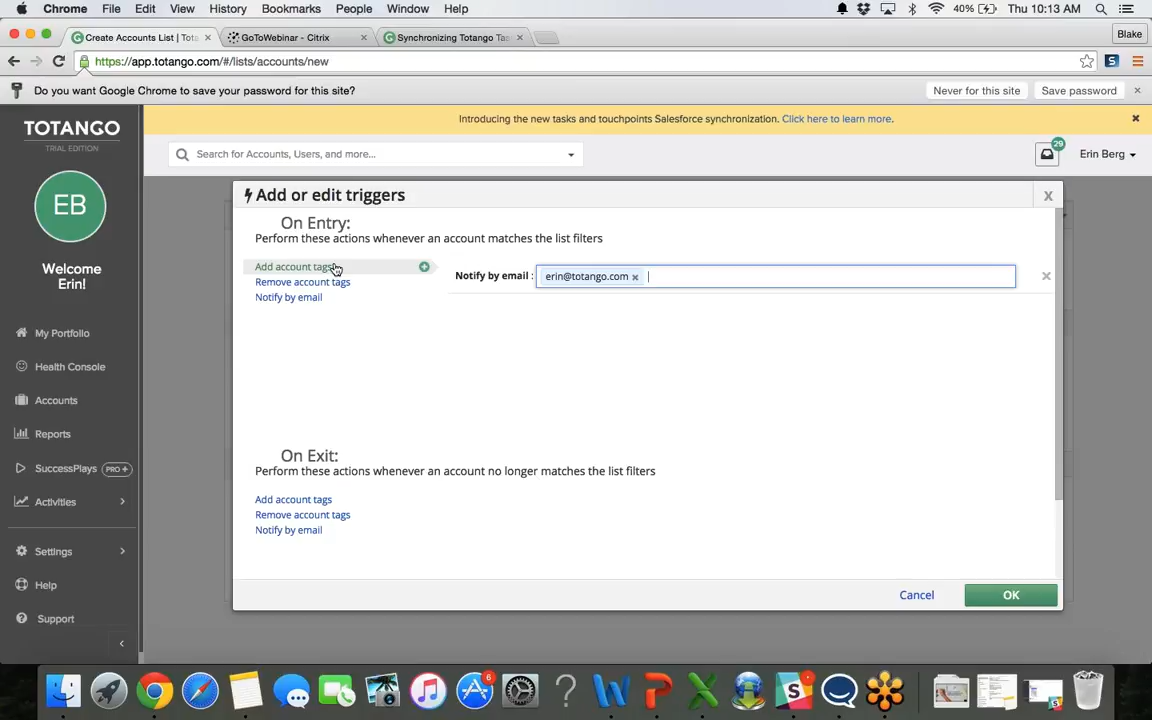 Chrome File Edit View History Bookmarks People Window Help
40% Thu 10:13 AM
Create Accounts List | Tota
GoToWebinar - Citrix
Synchronizing Totango Tas
Blake
https://app.totango.com/#/lists/accounts/new
Do you want Google Chrome to save your password for this site?
Never for this site
Save password
TOTANGO
TRIAL EDITION
Introducing the new tasks and touchpoints Salesforce synchronization. Click here to learn more.
Search for Accounts, Users, and more...
29
Erin Berg
EB
Welcome
Erin!
My Portfolio
Health Console
Accounts
Reports
SuccessPlays PRO+
Activities
Settings
Help
Support
Add or edit triggers
X
On Entry:
Perform these actions whenever an account matches the list filters
Add account tags
Remove account tags
Notify by email
Notify by email : erin@totango.com
On Exit:
Perform these actions whenever an account no longer matches the list filters
Add account tags
Remove account tags
Notify by email
Cancel
OK
6